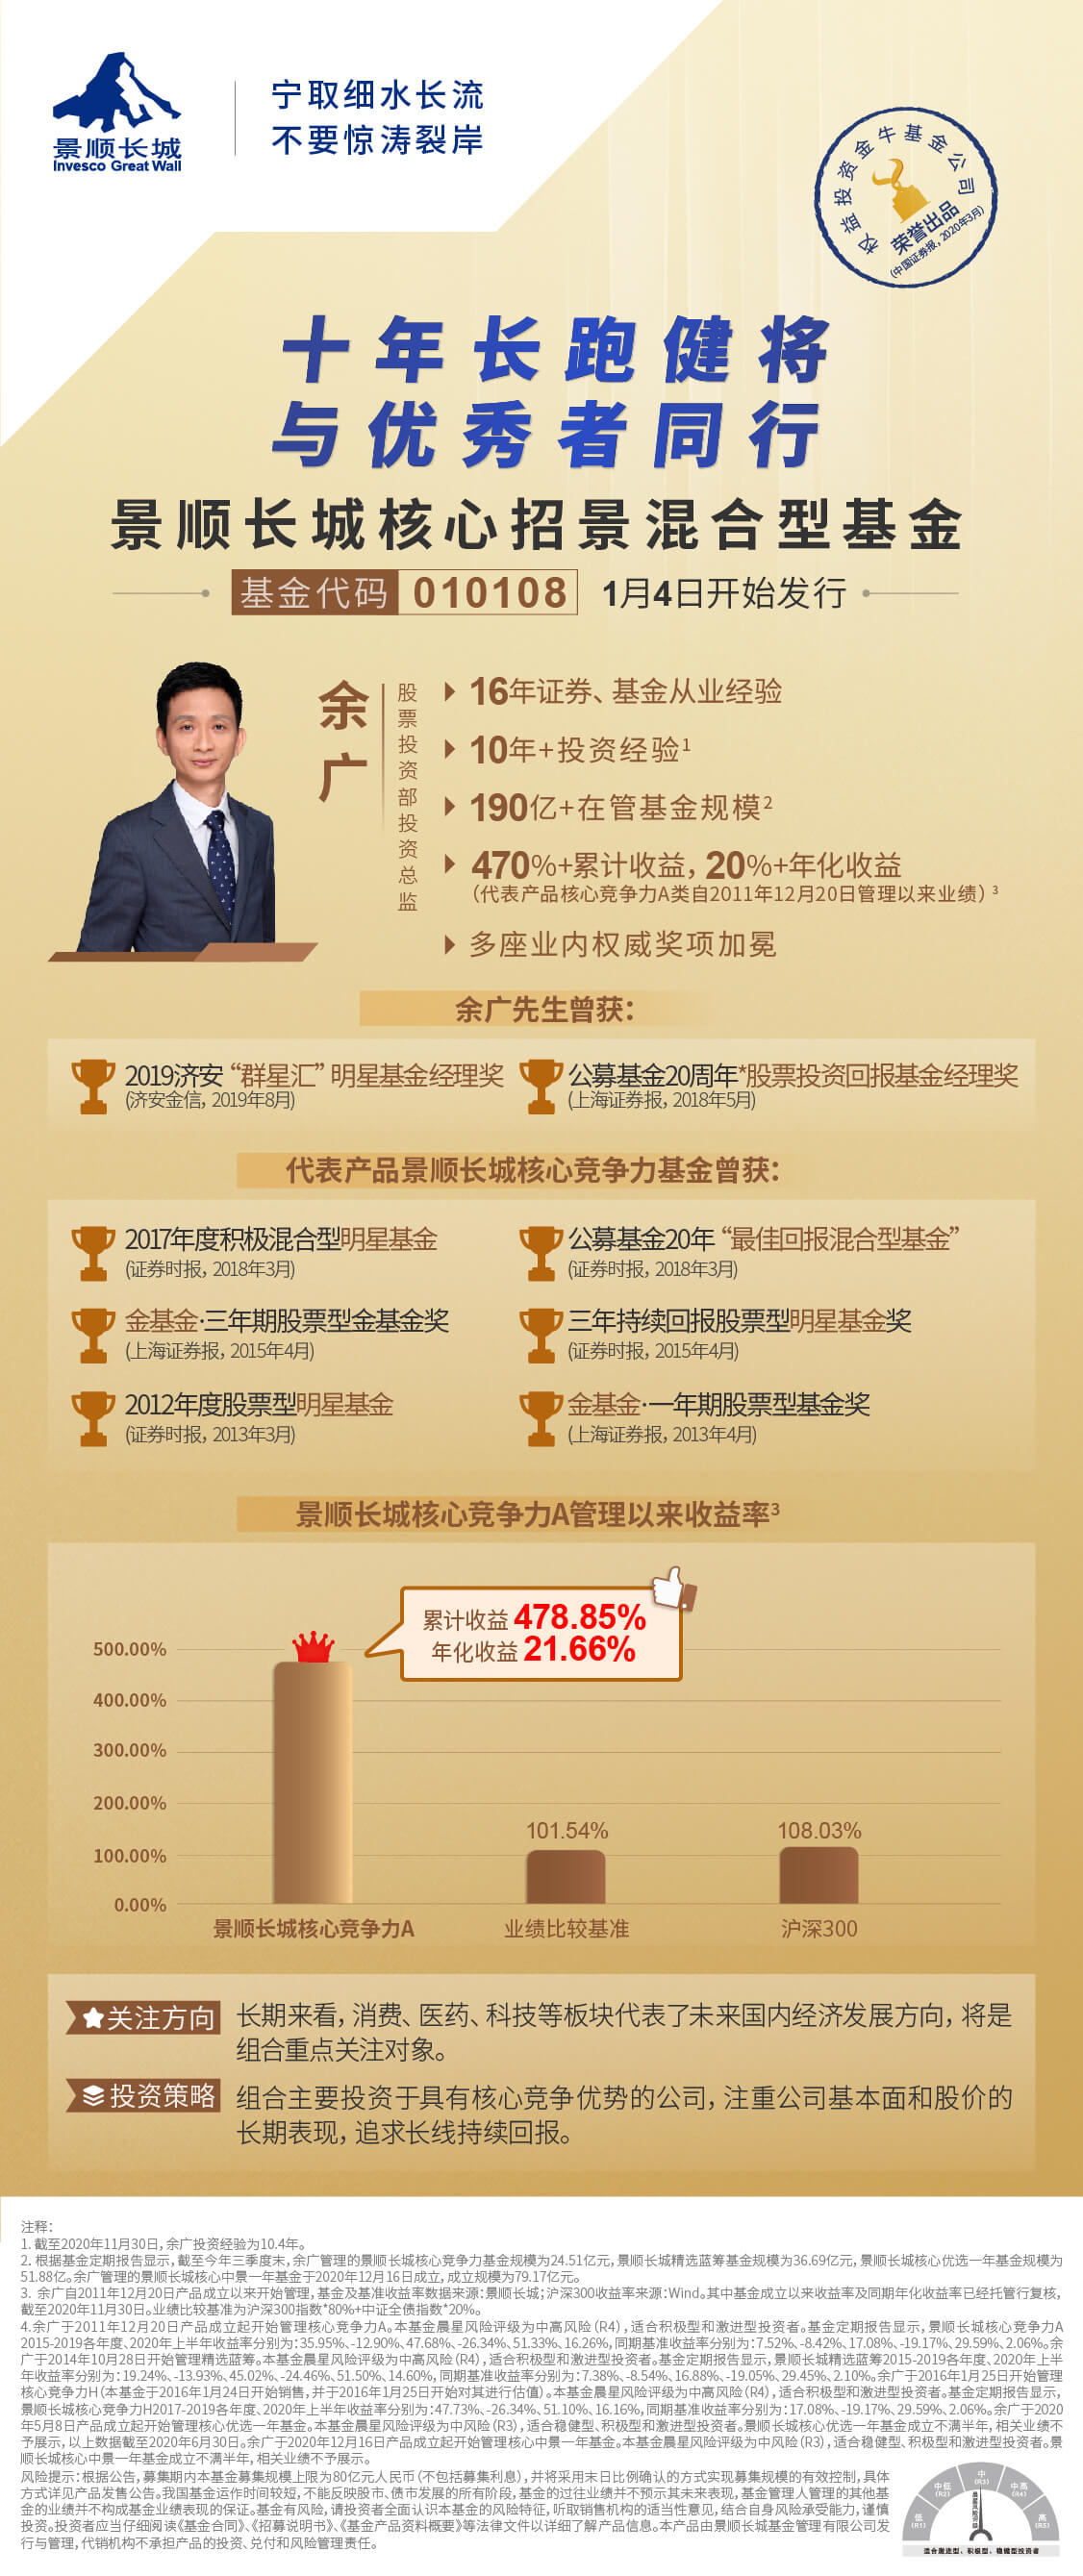 景顺长城
Invesco Great Wall
宁取细水长流
不要惊涛裂岸
权益投资金牛基金公司
荣誉出品
(中国证券报，2020年3月)
十年长跑健将
与优秀者同行
景顺长城核心招景混合型基金
基金代码 010108 1月4日开始发行
余广
股票投资部投资总监
16年证券、基金从业经验
10年+投资经验1
190亿+在管基金规模2
470%+累计收益，20%+年化收益
（代表产品核心竞争力A类自2011年12月20日管理以来业绩）3
多座业内权威奖项加冕
余广先生曾获：
2019济安“群星汇”明星基金经理奖
(济安金信，2019年8月)
公募基金20周年*股票投资回报基金经理奖
(上海证券报，2018年5月)
代表产品景顺长城核心竞争力基金曾获：
2017年度积极混合型明星基金
(证券时报，2018年3月)
公募基金20年“最佳回报混合型基金”
(证券时报，2018年3月)
金基金·三年期股票型金基金奖
(上海证券报，2015年4月)
三年持续回报股票型明星基金奖
(证券时报，2015年4月)
2012年度股票型明星基金
(证券时报，2013年3月)
金基金·一年期股票型基金奖
(上海证券报，2013年4月)
景顺长城核心竞争力A管理以来收益率3
累计收益 478.85%
年化收益 21.66%
500.00%
400.00%
300.00%
200.00%
100.00%
0.00%
101.54%
108.03%
景顺长城核心竞争力A
业绩比较基准
沪深300
关注方向
长期来看，消费、医药、科技等板块代表了未来国内经济发展方向，将是
组合重点关注对象。
投资策略
组合主要投资于具有核心竞争优势的公司，注重公司基本面和股价的
长期表现，追求长线持续回报。
注释：
1. 截至2020年11月30日，余广投资经验为10.4年。
2. 根据基金定期报告显示，截至今年三季度末，余广管理的景顺长城核心竞争力基金规模为24.51亿元，景顺长城精选蓝筹基金规模为36.69亿元，景顺长城核心优选一年基金规模为
51.88亿。余广管理的景顺长城核心中景一年基金于2020年12月16日成立，成立规模为79.17亿元。
3. 余广自2011年12月20日产品成立以来开始管理，基金及基准收益率数据来源：景顺长城；沪深300收益率来源：Wind。其中基金成立以来收益率及同期年化收益率已经托管行复核，
截至2020年11月30日。业绩比较基准为沪深300指数*80%+中证全债指数*20%。
4.余广于2011年12月20日产品成立起开始管理核心竞争力A。本基金晨星风险评级为中高风险（R4），适合积极型和激进型投资者。基金定期报告显示，景顺长城核心竞争力A
2015-2019各年度、2020年上半年收益率分别为：35.95%、-12.90%、47.68%、-26.34%、51.33%、16.26%，同期基准收益率分别为：7.52%、-8.42%、17.08%、-19.17%、29.59%、2.06%。余
广于2014年10月28日开始管理精选蓝筹。本基金晨星风险评级为中高风险（R4），适合积极型和激进型投资者。基金定期报告显示，景顺长城精选蓝筹2015-2019各年度、2020年上半
年收益率分别为：19.24%、-13.93%、45.02%、-24.46%、51.50%、14.60%，同期基准收益率分别为：7.38%、-8.54%、16.88%、-19.05%、29.45%、2.10%。余广于2016年1月25日开始管理
核心竞争力H（本基金于2016年1月24日开始销售，并于2016年1月25日开始对其进行估值）。本基金晨星风险评级为中高风险（R4），适合积极型和激进型投资者。基金定期报告显示，
景顺长城核心竞争力H2017-2019各年度、2020年上半年收益率分别为：47.73%、-26.34%、51.10%、16.16%，同期基准收益率分别为：17.08%、-19.17%、29.59%、2.06%。余广于2020
年5月8日产品成立起开始管理核心优选一年基金。本基金晨星风险评级为中风险（R3），适合稳健型、积极型和激进型投资者。景顺长城核心优选一年基金成立不满半年，相关业绩不
予展示，以上数据截至2020年6月30日。余广于2020年12月16日产品成立起开始管理核心中景一年基金。本基金晨星风险评级为中风险（R3），适合稳健型、积极型和激进型投资者。景
顺长城核心中景一年基金成立不满半年，相关业绩不予展示。
风险提示：根据公告，募集期内本基金募集规模上限为80亿元人民币（不包括募集利息），并将采用末日比例确认的方式实现募集规模的有效控制，具体
方式详见产品发售公告。我国基金运作时间较短，不能反映股市、债市发展的所有阶段，基金的过往业绩并不预示其未来表现，基金管理人管理的其他基
金的业绩并不构成基金业绩表现的保证。基金有风险，请投资者全面认识本基金的风险特征，听取销售机构的适当性意见，结合自身风险承受能力，谨慎
投资。投资者应当仔细阅读《基金合同》、《招募说明书》、《基金产品资料概要》等法律文件以详细了解产品信息。本产品由景顺长城基金管理有限公司发
行与管理，代销机构不承担产品的投资、兑付和风险管理责任。
低(R1)
中低(R2)
中(R3)
中高(R4)
高(R5)
适合激进型、积极型、稳健型投资者